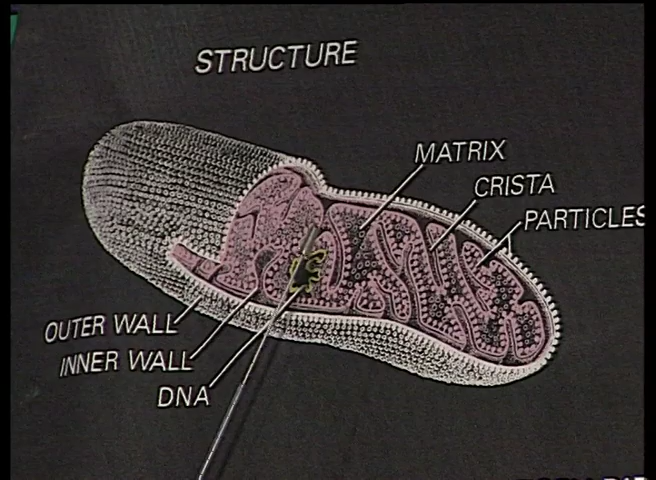 STRUCTURE
MATRIX
CRISTA
PARTICLES
OUTER WALL
INNER WALL
DNA